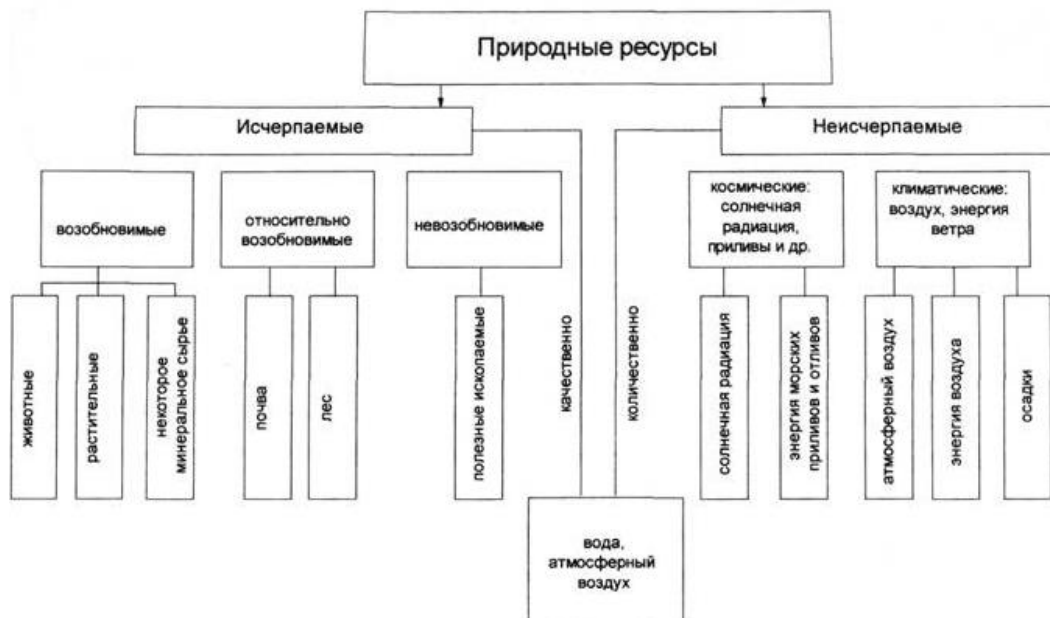 Природные ресурсы
Исчерпаемые
Неисчерпаемые
возобновимые
относительно
возобновимые
невозобновимые
космические:
солнечная
радиация,
приливы и др.
климатические:
воздух, энергия
ветра
животные
растительные
некоторое
минеральное сырье
почва
лес
полезные ископаемые
качественно
количественно
солнечная радиация
энергия морских
приливов и отливов
атмосферный воздух
энергия воздуха
осадки
вода,
атмосферный
воздух